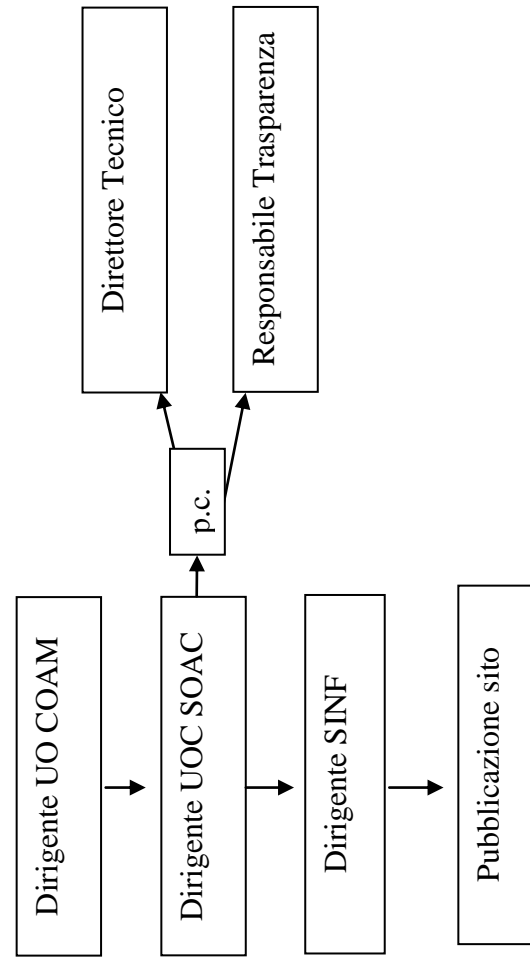 Dirigente UO COAM
Dirigente UOC SOAC
p.c.
Direttore Tecnico
Responsabile Trasparenza
Dirigente SINF
Pubblicazione sito